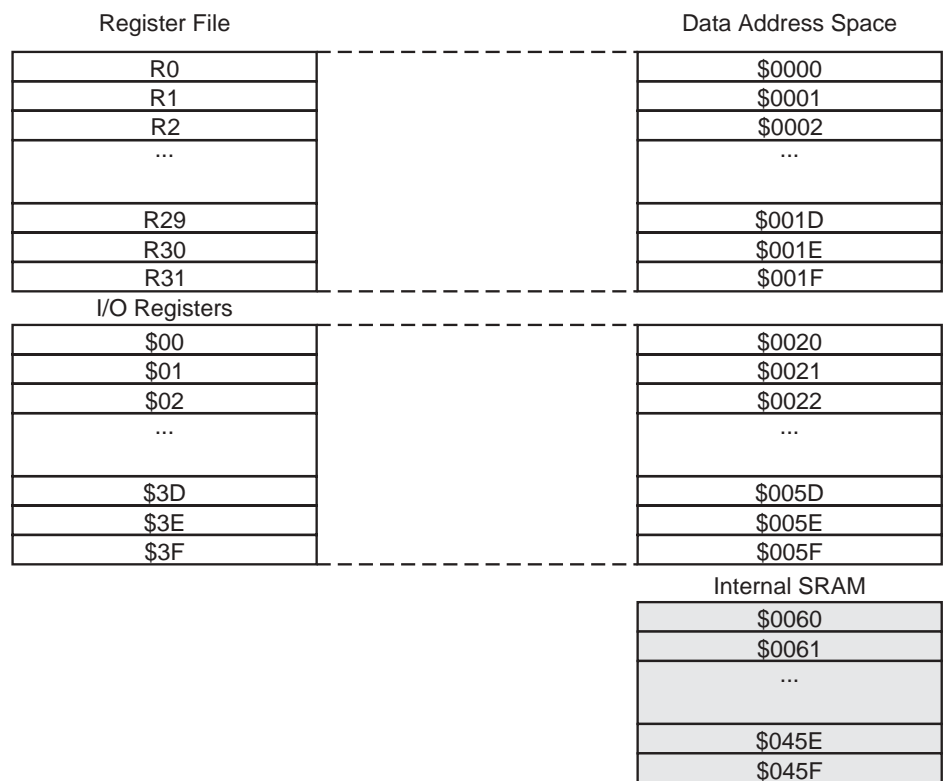 Register File Data Address Space
R0 $0000
R1 $0001
R2 $0002
... ...
R29 $001D
R30 $001E
R31 $001F
I/O Registers
$00 $0020
$01 $0021
$02 $0022
... ...
$3D $005D
$3E $005E
$3F $005F
Internal SRAM
$0060
$0061
...
$045E
$045F